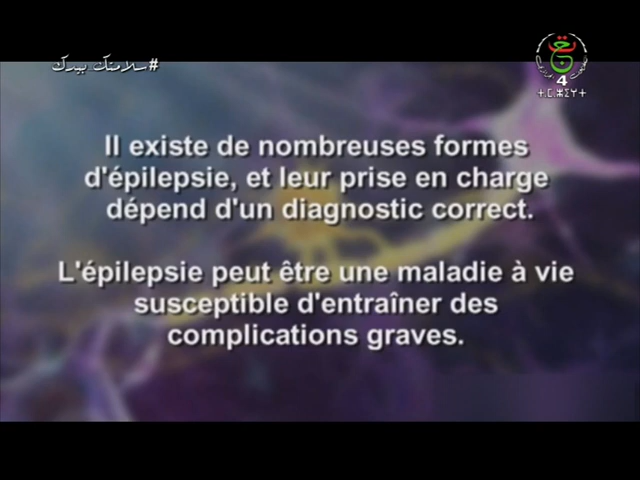 #سلامتك بيدك
4
Il existe de nombreuses formes
d'épilepsie, et leur prise en charge
dépend d'un diagnostic correct.
L'épilepsie peut être une maladie à vie
susceptible d'entraîner des
complications graves.